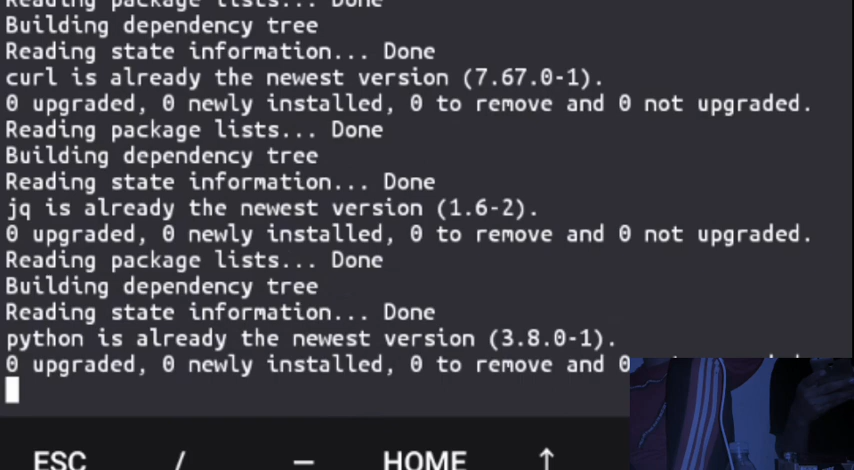 Reading package lists... Done
Building dependency tree
Reading state information... Done
curl is already the newest version (7.67.0-1).
0 upgraded, 0 newly installed, 0 to remove and 0 not upgraded.
Reading package lists... Done
Building dependency tree
Reading state information... Done
jq is already the newest version (1.6-2).
0 upgraded, 0 newly installed, 0 to remove and 0 not upgraded.
Reading package lists... Done
Building dependency tree
Reading state information... Done
python is already the newest version (3.8.0-1).
0 upgraded, 0 newly installed, 0 to remove and 0
ESC / — HOME ↑